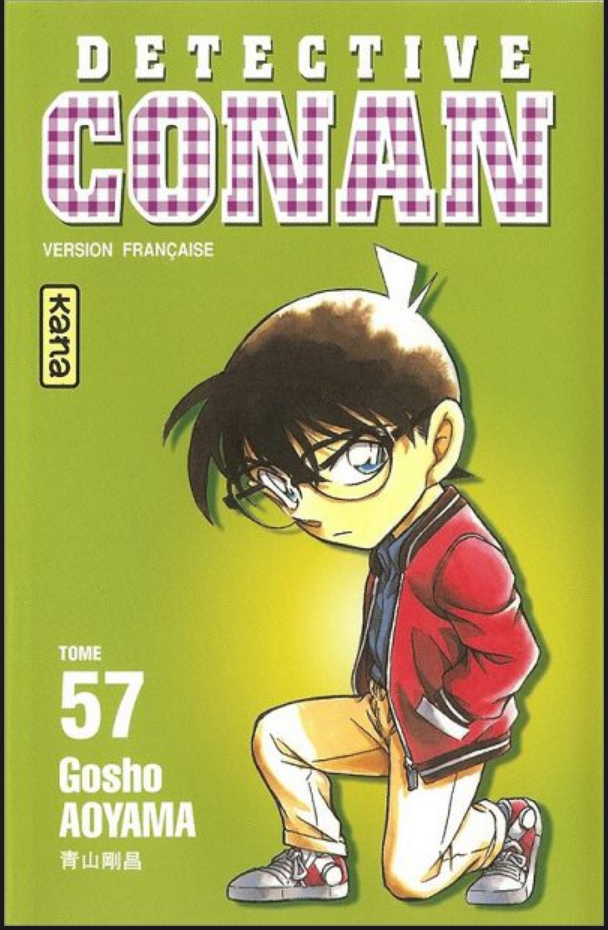 DETECTIVE
CONAN
VERSION FRANÇAISE
Kana
TOME
57
Gosho
AOYAMA
青山剛昌